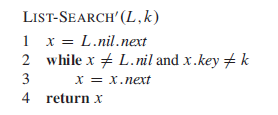 LIST-SEARCH′(L, k)
1 x = L.nil.next
2 while x ≠ L.nil and x.key ≠ k
3 x = x.next
4 return x